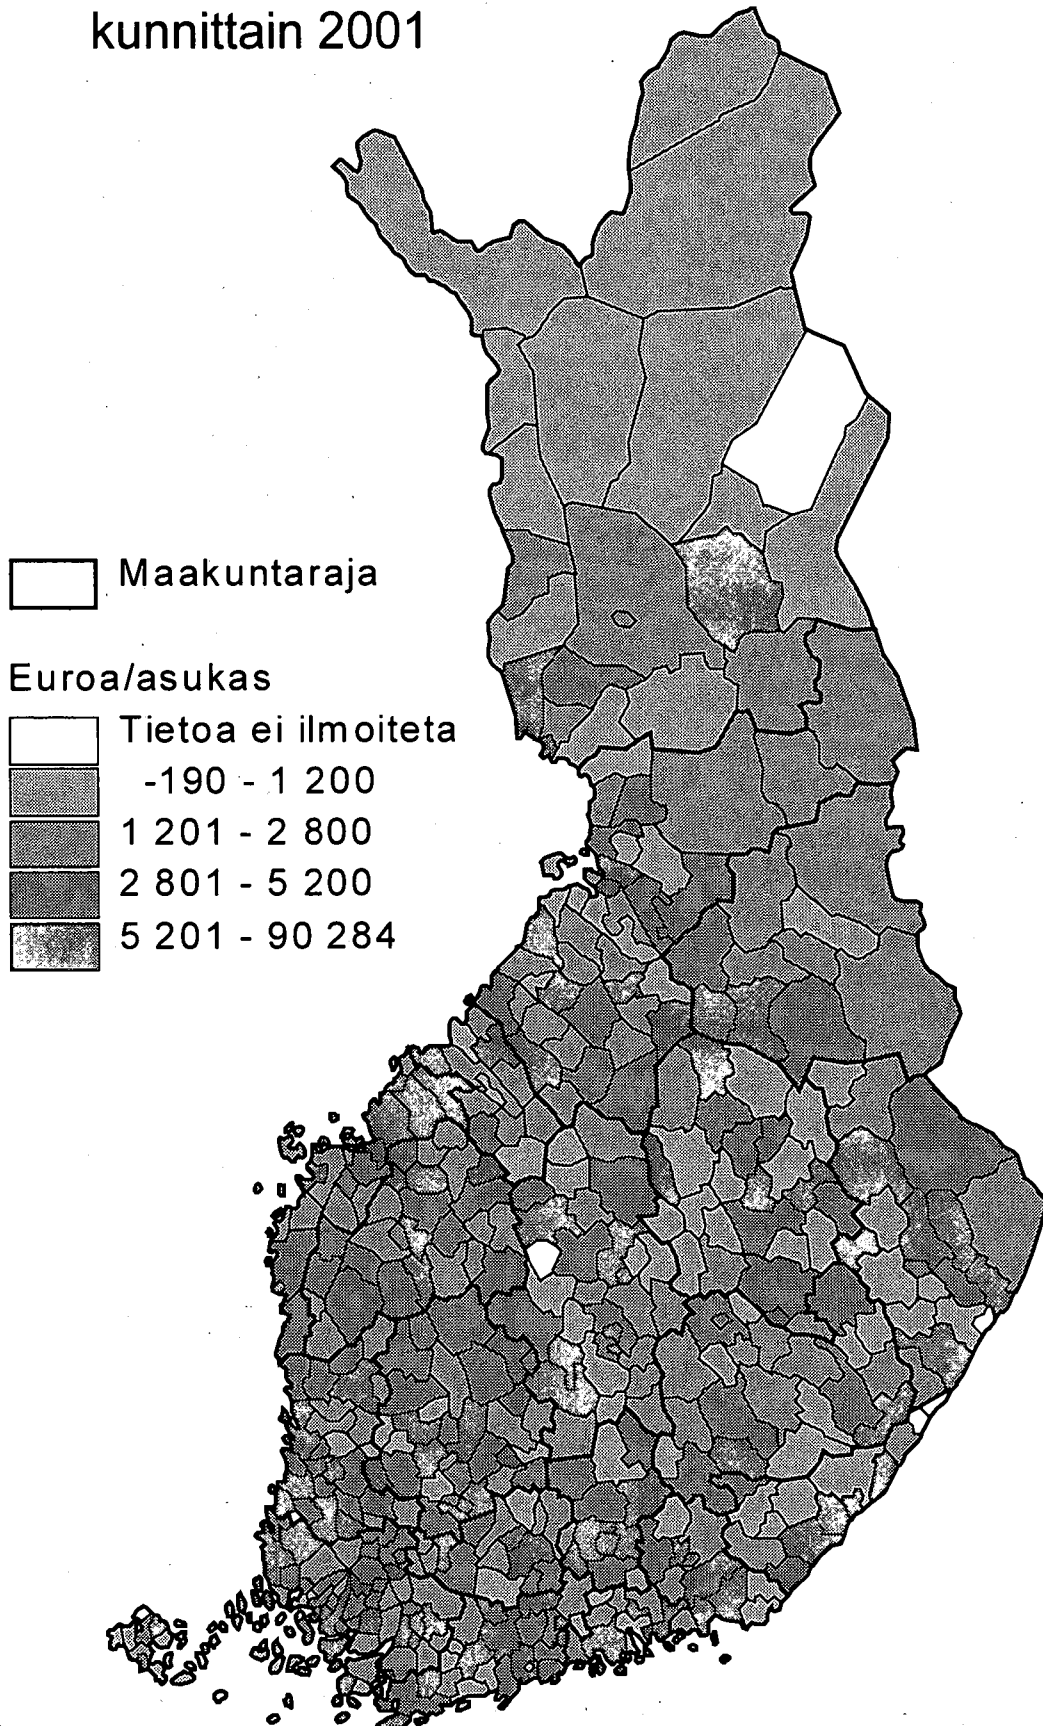 kunnittain 2001
Maakuntaraja
Euroa/asukas
Tietoa ei ilmoiteta
-190 - 1 200
1 201 - 2 800
2 801 - 5 200
5 201 - 90 284